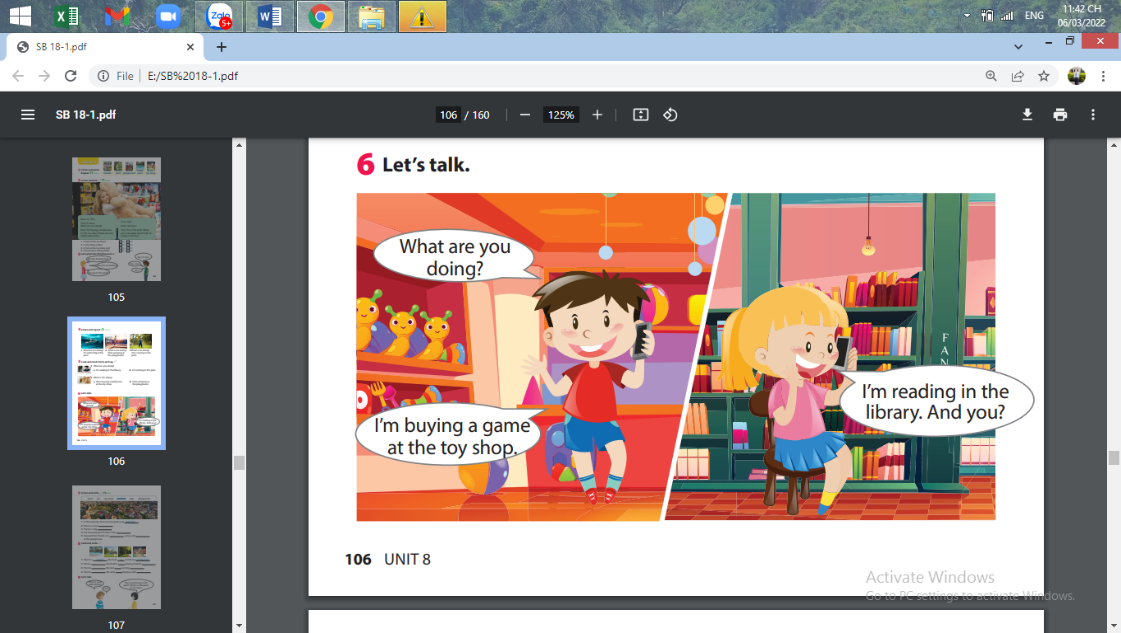 Zalo
5+
ENG
11:42 CH
06/03/2022
SB 18-1.pdf
File
E:/SB%2018-1.pdf
SB 18-1.pdf
106 / 160
125%
105
106
107
6 Let's talk.
What are you
doing?
I'm reading in the
library. And you?
I'm buying a game
at the toy shop.
F
A
N
106 UNIT 8
Activate Windows
Go to PC settings to activate Windows.